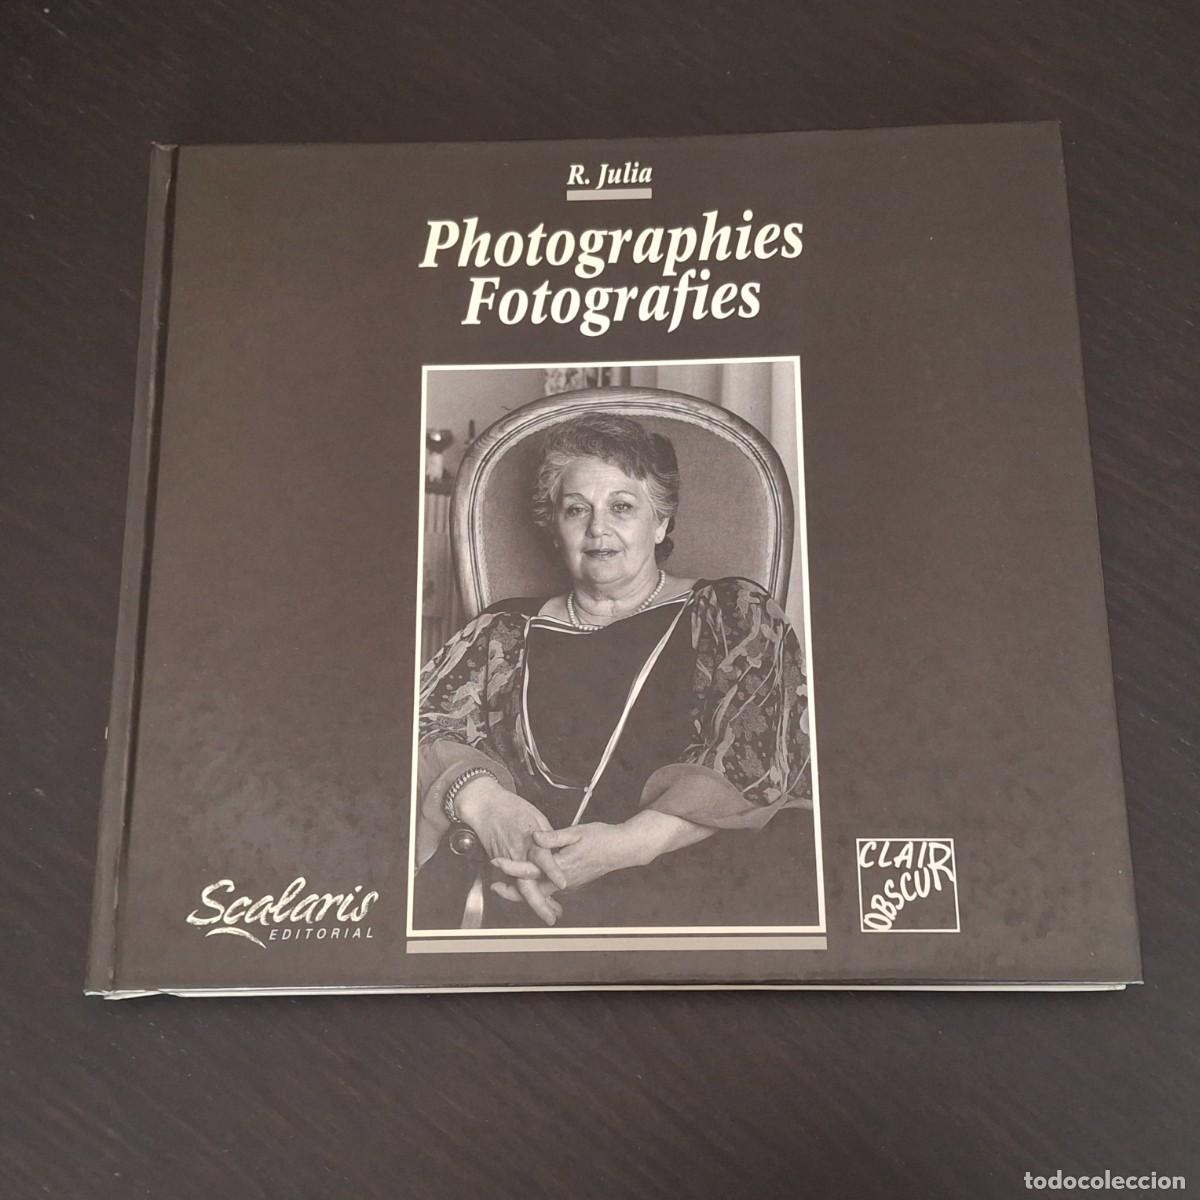 R. Julia
Photographies
Fotografies
Scalaris
EDITORIAL
CLAIR
OBSCUR
todocoleccion